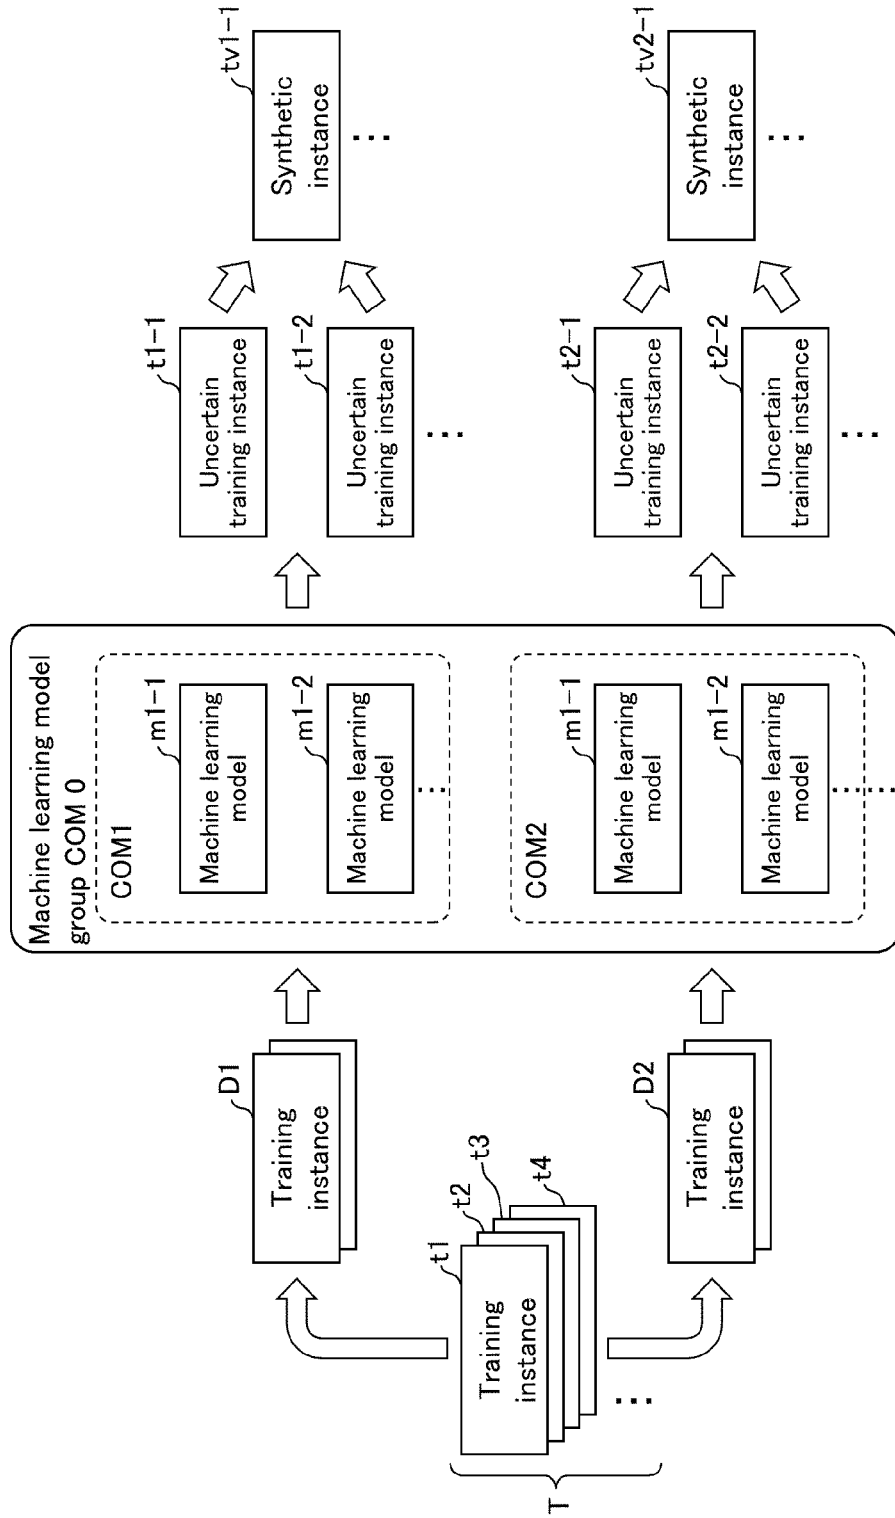 T
Training
instance
t1
t2
t3
t4
...
Training
instance
D1
Training
instance
D2
Machine learning model
group COM 0
COM1
Machine learning
model
m1-1
Machine learning
model
m1-2
...
COM2
Machine learning
model
m1-1
Machine learning
model
m1-2
......
Uncertain
training instance
t1-1
Uncertain
training instance
t1-2
...
Uncertain
training instance
t2-1
Uncertain
training instance
t2-2
...
Synthetic
instance
tv1-1
...
Synthetic
instance
tv2-1
...